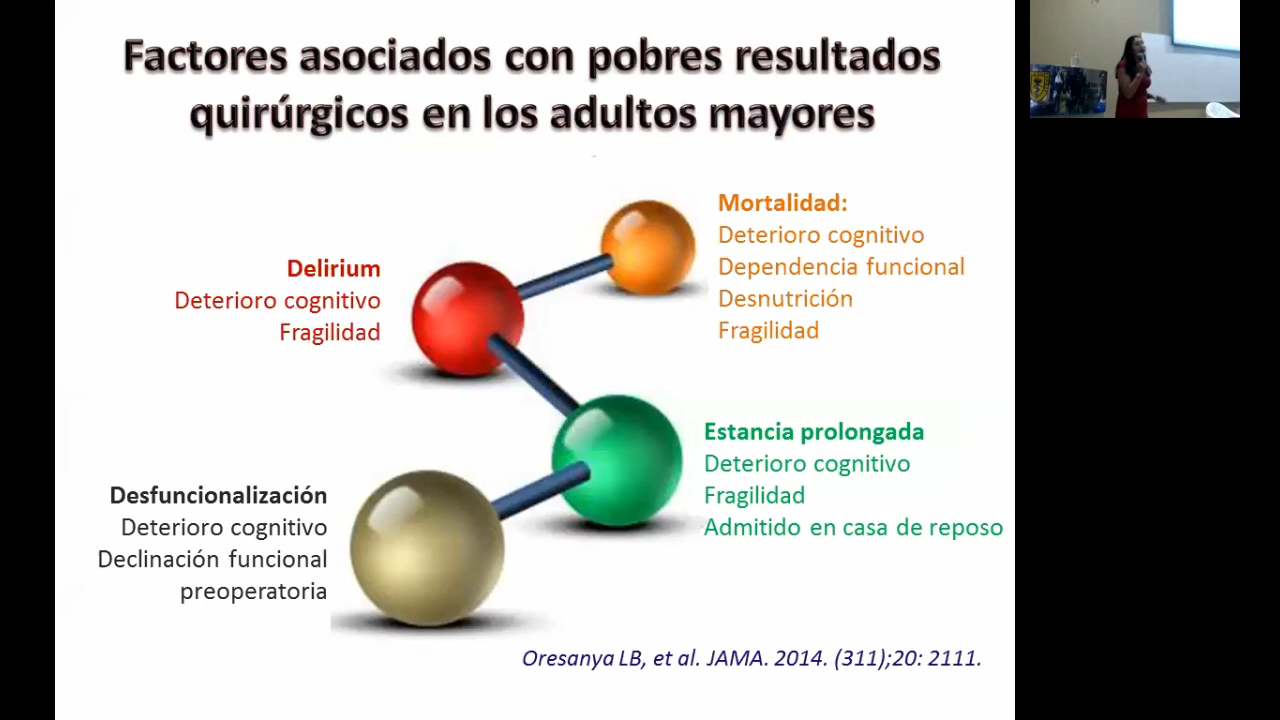 Factores asociados con pobres resultados
quirúrgicos en los adultos mayores
Mortalidad:
Deterioro cognitivo
Dependencia funcional
Desnutrición
Fragilidad
Delirium
Deterioro cognitivo
Fragilidad
Estancia prolongada
Deterioro cognitivo
Fragilidad
Admitido en casa de reposo
Desfuncionalización
Deterioro cognitivo
Declinación funcional
preoperatoria
Oresanya LB, et al. JAMA. 2014. (311);20: 2111.